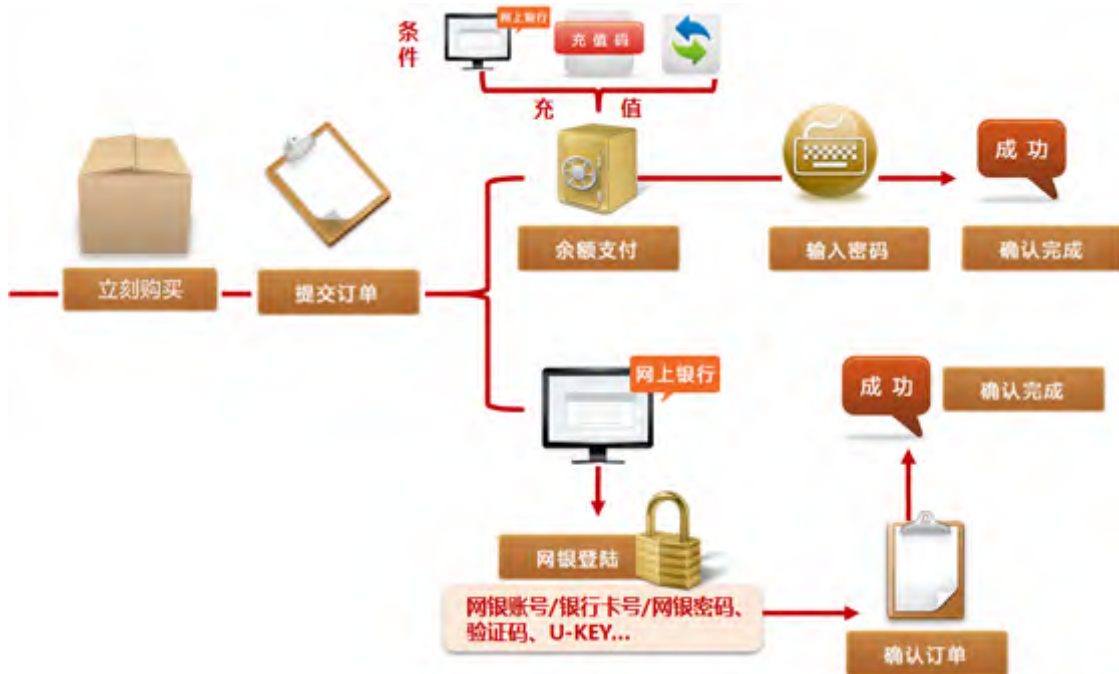 条件
网上银行
充值码
充 值
成功
余额支付
输入密码
确认完成
立刻购买
提交订单
网上银行
成功
确认完成
网银登陆
网银账号/银行卡号/网银密码、
验证码、U-KEY...
确认订单